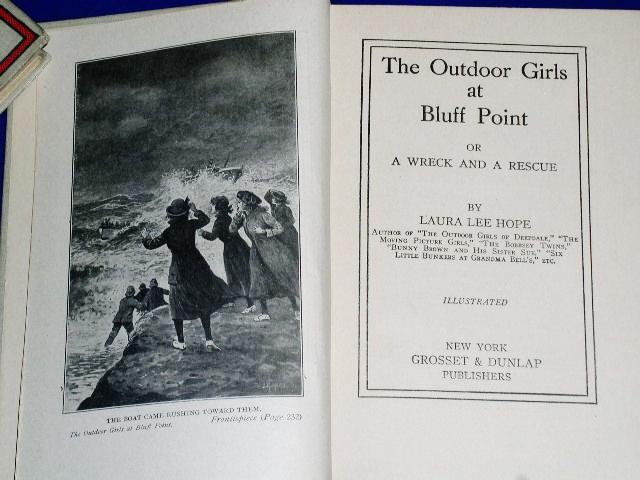 THE BOAT CAME RUSHING TOWARD THEM.
The Outdoor Girls at Bluff Point. Frontispiece (Page 232)
The Outdoor Girls
at
Bluff Point
OR
A WRECK AND A RESCUE
BY
LAURA LEE HOPE
AUTHOR OF "THE OUTDOOR GIRLS OF DEEPDALE," "THE
MOVING PICTURE GIRLS," "THE BOBBSEY TWINS,"
"BUNNY BROWN AND HIS SISTER SUE," "SIX
LITTLE BUNKERS AT GRANDMA BELL'S," ETC.
ILLUSTRATED
NEW YORK
GROSSET & DUNLAP
PUBLISHERS